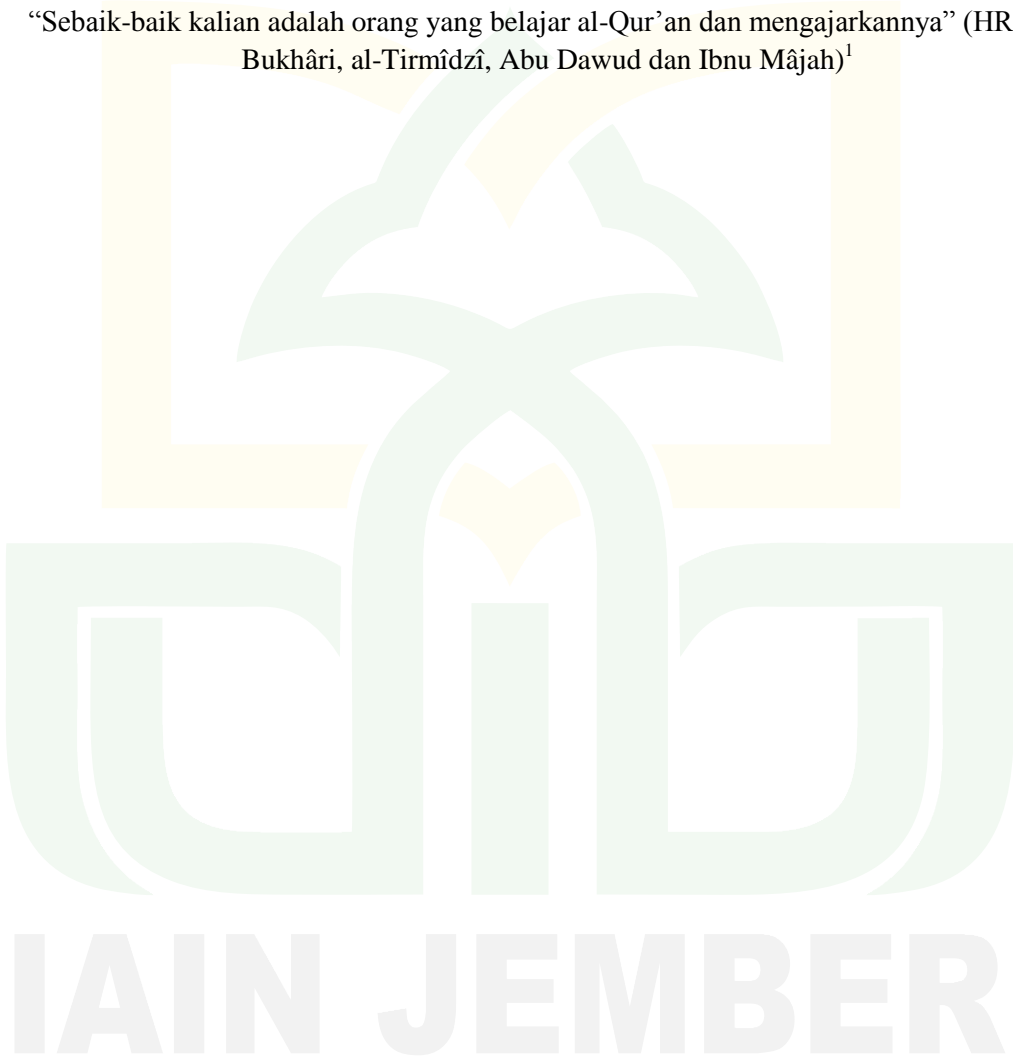 “Sebaik-baik kalian adalah orang yang belajar al-Qur’an dan mengajarkannya” (HR
Bukhâri, al-Tirmîdzî, Abu Dawud dan Ibnu Mâjah)¹
IAIN JEMBER